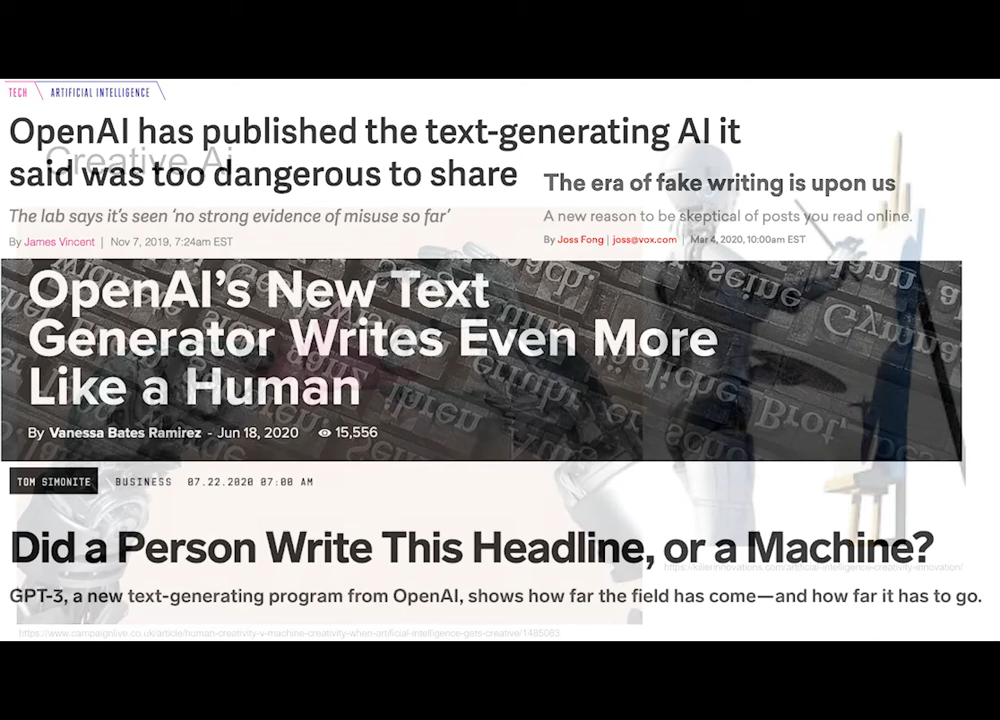 TECH ARTIFICIAL INTELLIGENCE
OpenAI has published the text-generating AI it
said was too dangerous to share
Creative Ai
The lab says it's seen 'no strong evidence of misuse so far'
By James Vincent | Nov 7, 2019, 7:24am EST
The era of fake writing is upon us
A new reason to be skeptical of posts you read online.
By Joss Fong | joss@vox.com | Mar 4, 2020, 10:00am EST
OpenAI's New Text
Generator Writes Even More
Like a Human
By Vanessa Bates Ramirez - Jun 18, 2020 15,556
seine
ihren
Brot,
TOM SIMONITE BUSINESS 07.22.2020 07:00 AM
Did a Person Write This Headline, or a Machine?
https://killerinnovations.com/artificial-intelligence-creativity-innovation/
GPT-3, a new text-generating program from OpenAI, shows how far the field has come—and how far it has to go.
https://www.campaignlive.co.uk/article/human-creativity-v-machine-creativity-when-artificial-intelligence-gets-creative/1485083